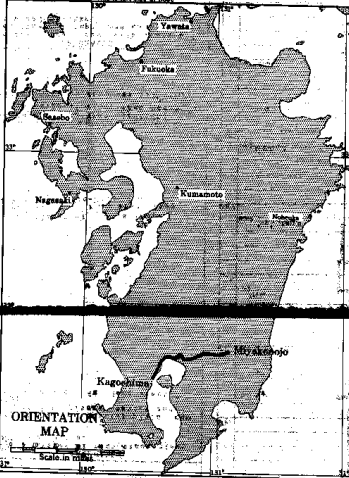 Yawata
Fukuoka
Sasebo
33°
Nagasaki
Kumamoto
Nobeoka
Miyakonojo
Kagoshima
ORIENTATION
MAP
Scale in miles
130°
131°